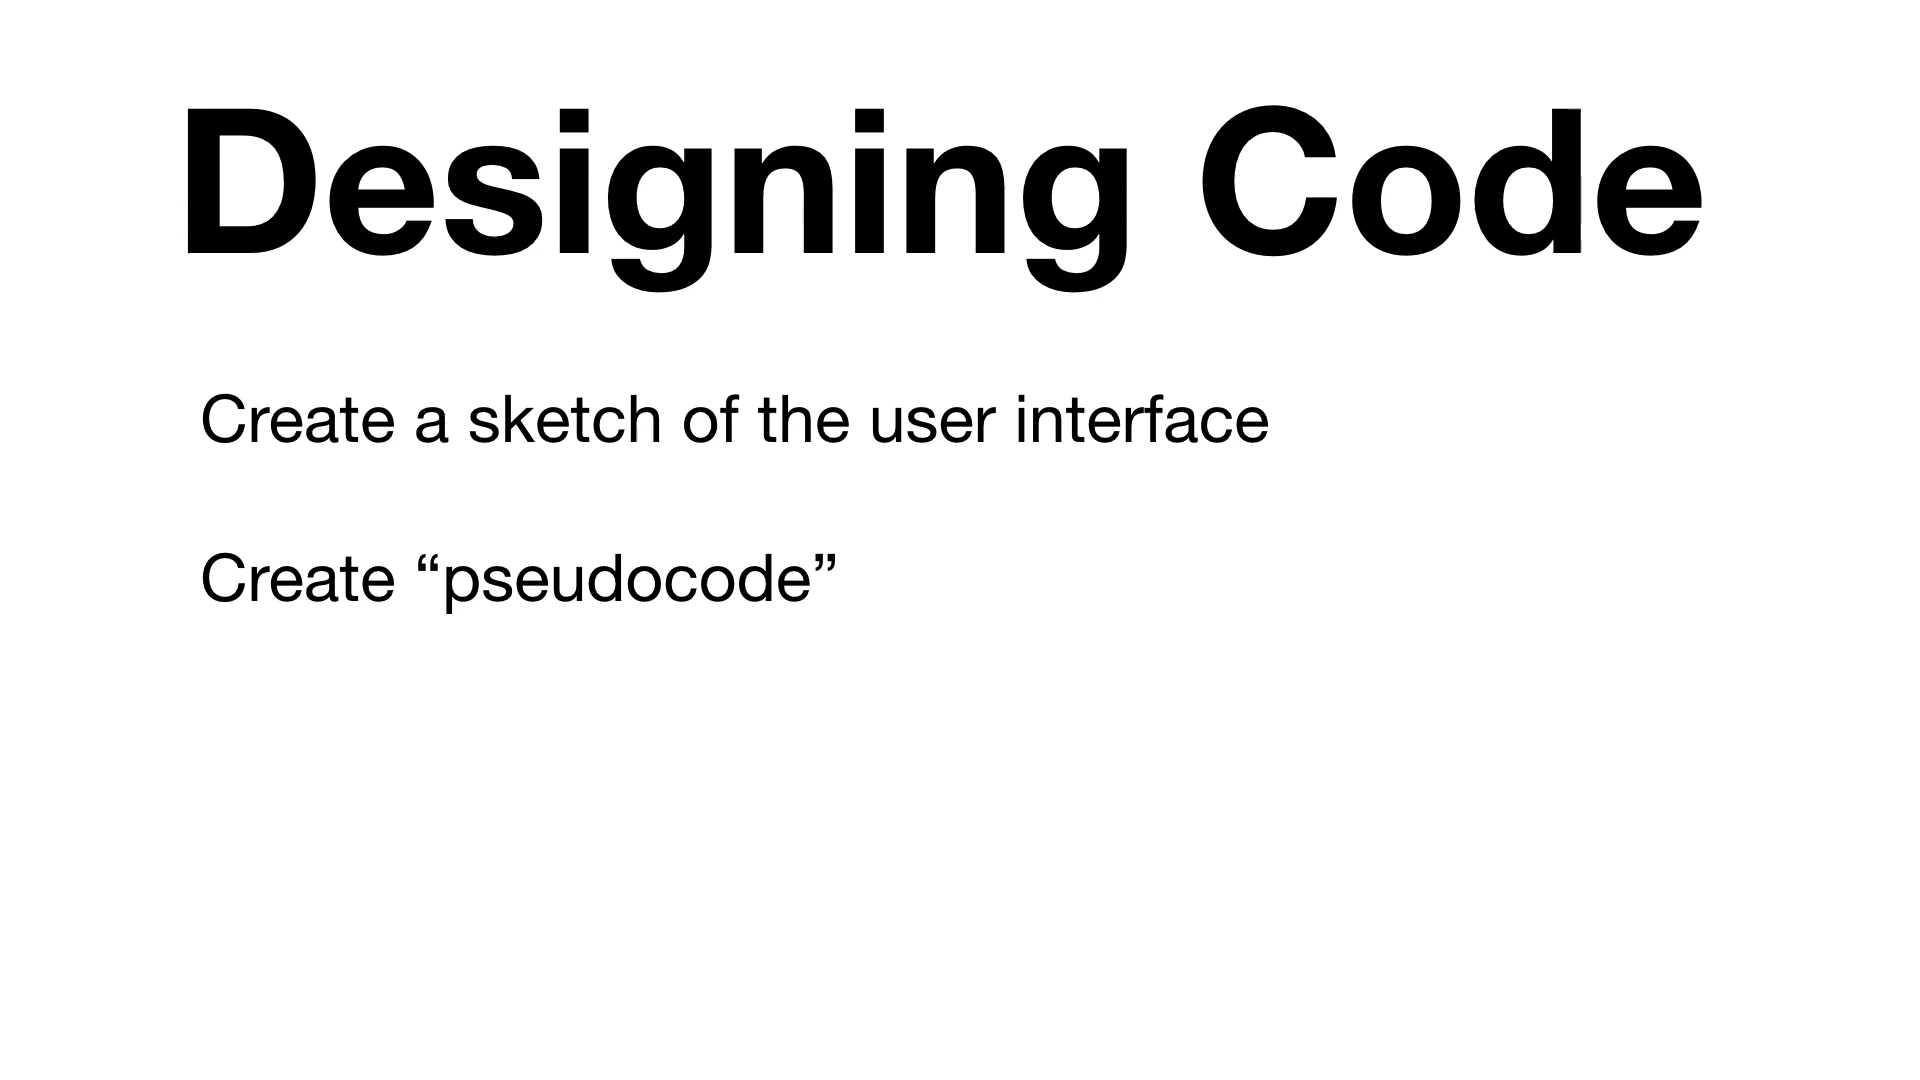 Designing Code
Create a sketch of the user interface
Create “pseudocode”